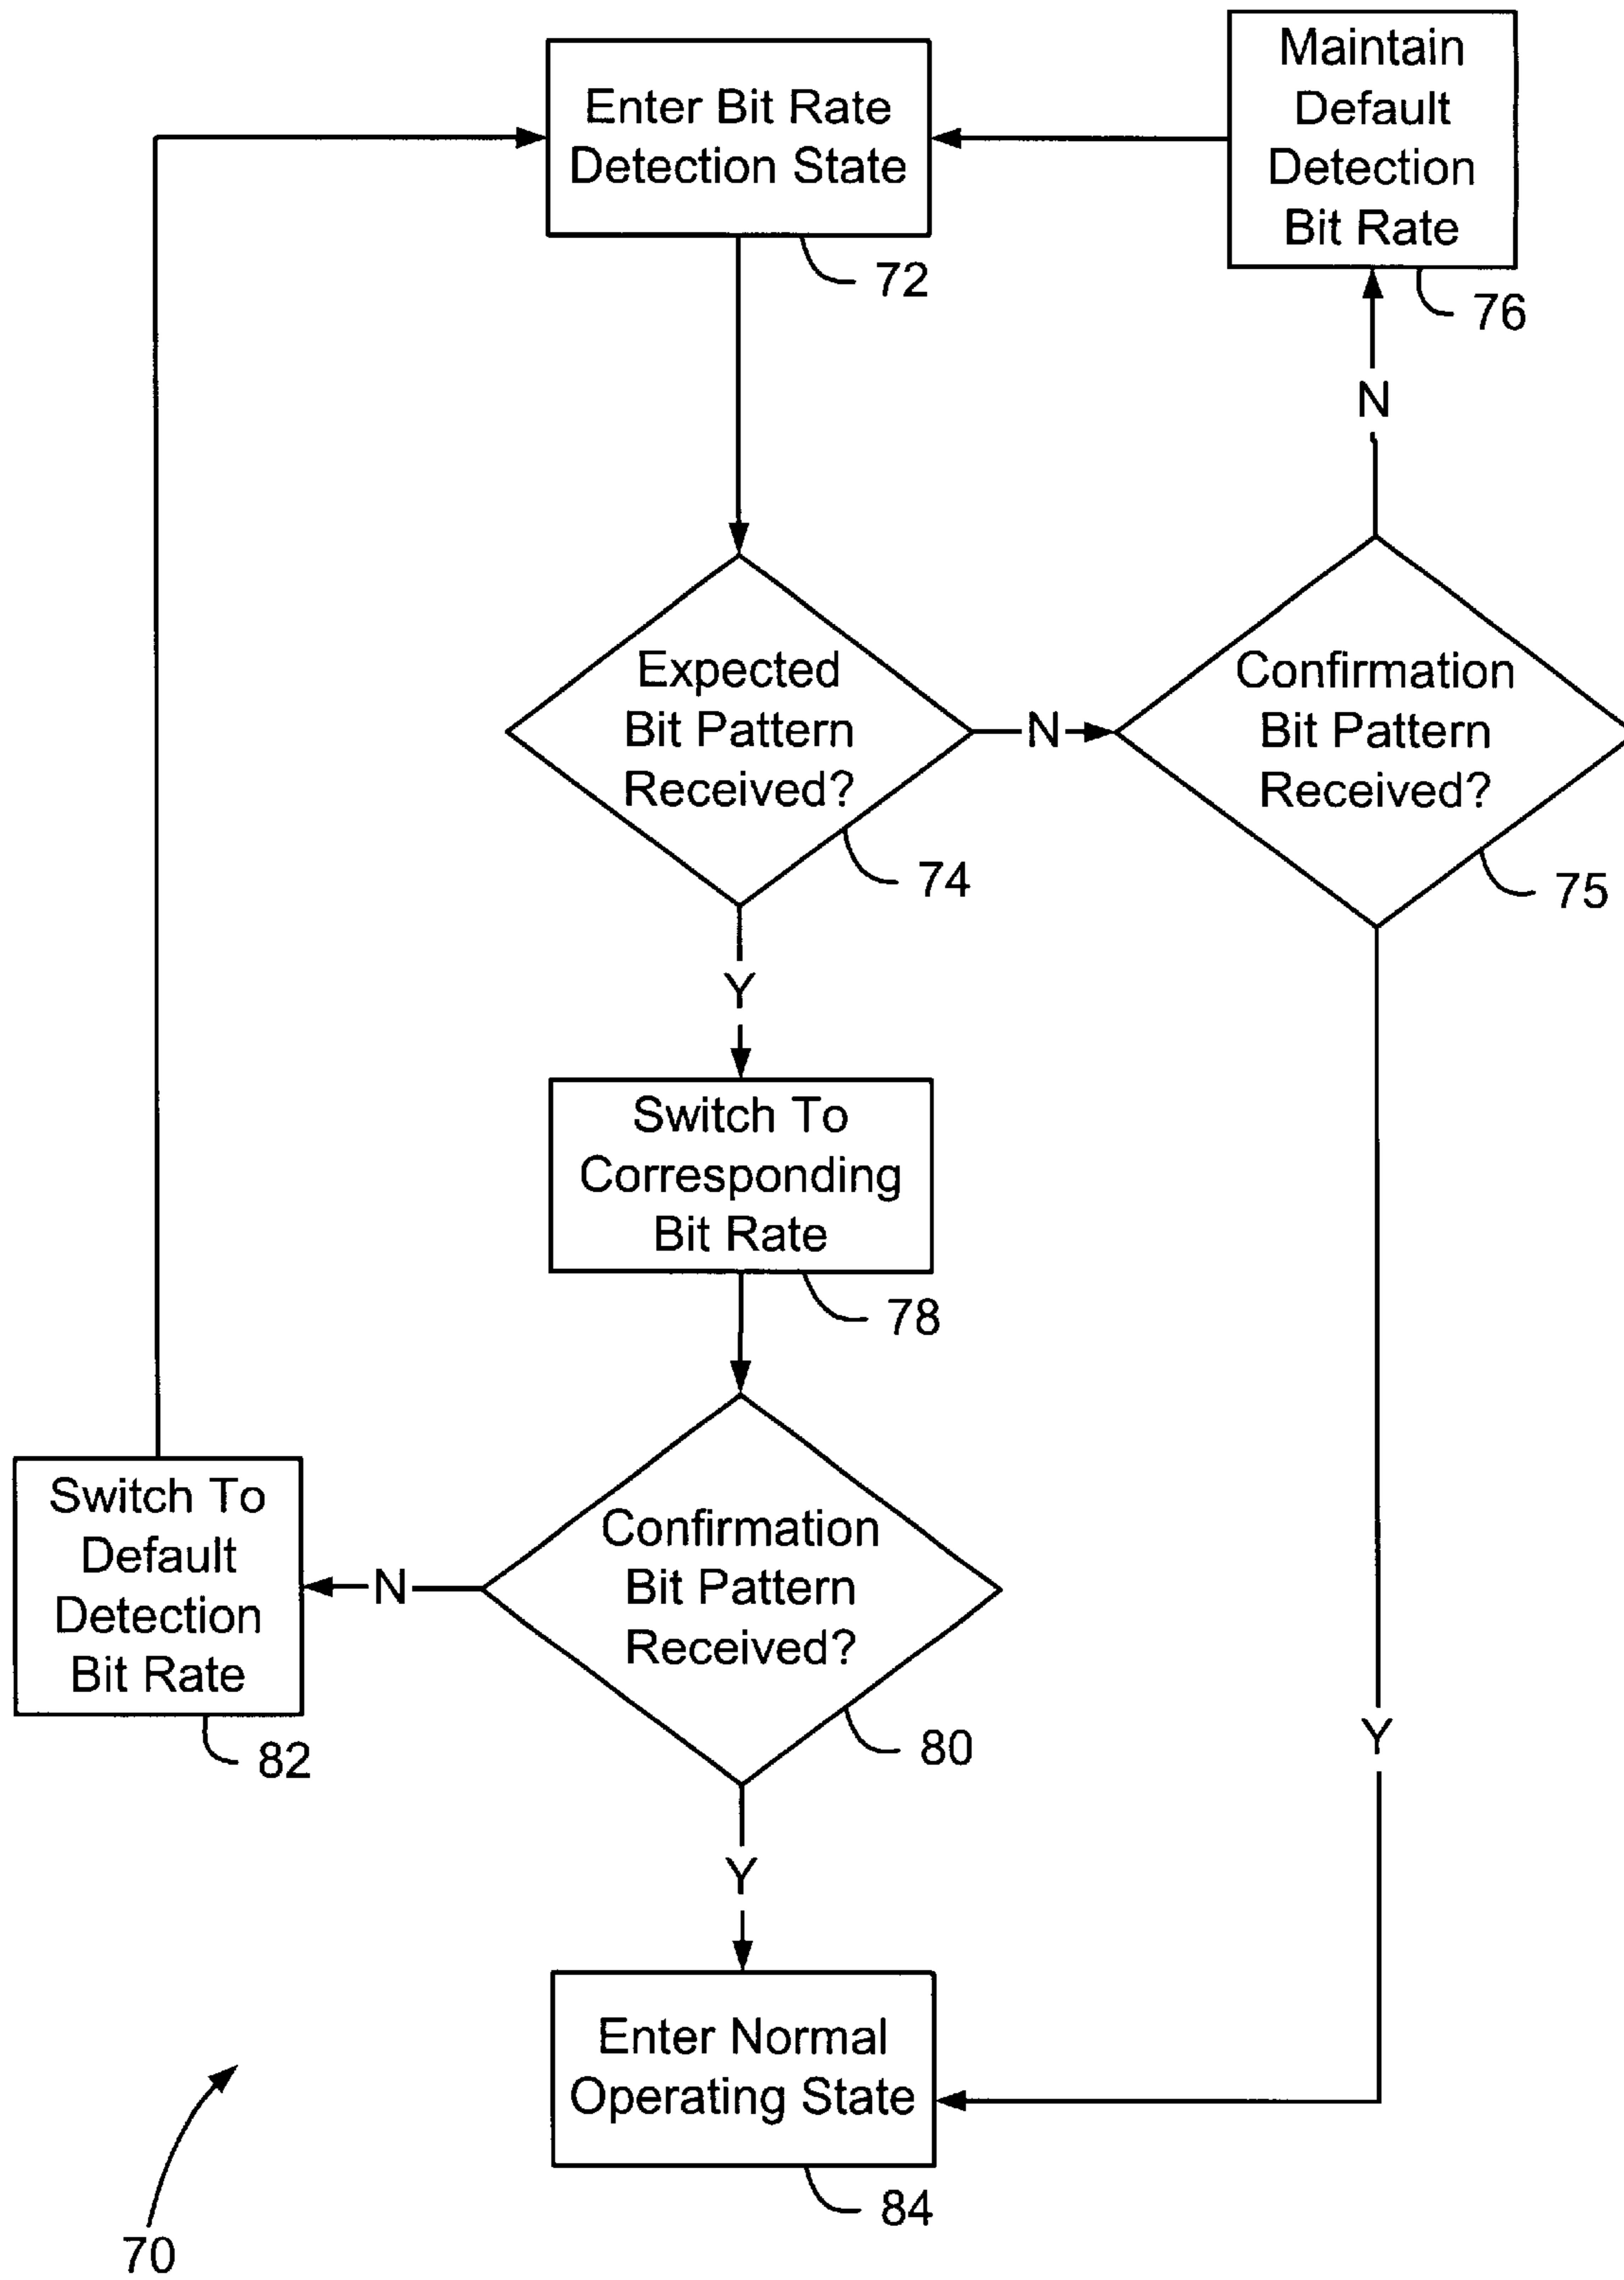 Enter Bit Rate
Detection State
72
Maintain
Default
Detection
Bit Rate
76
N
Expected
Bit Pattern
Received?
74
N
Confirmation
Bit Pattern
Received?
75
Y
Switch To
Corresponding
Bit Rate
78
Switch To
Default
Detection
Bit Rate
82
N
Confirmation
Bit Pattern
Received?
80
Y
Y
Enter Normal
Operating State
84
70